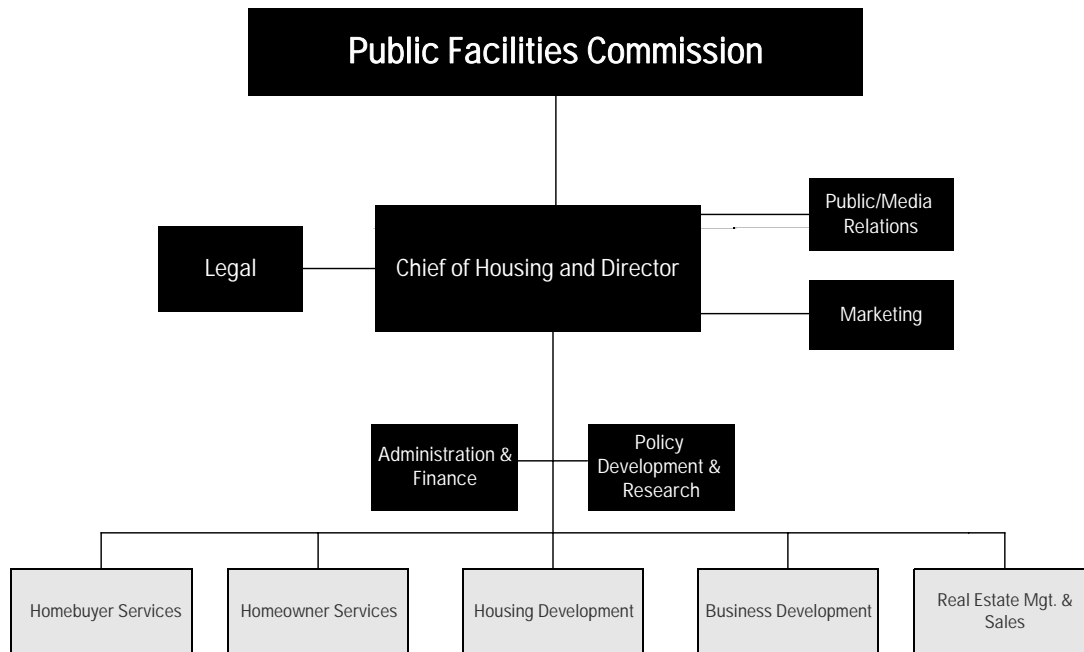 Public Facilities Commission
Public/Media
Relations
Legal
Chief of Housing and Director
Marketing
Administration &
Finance
Policy
Development &
Research
Homebuyer Services
Homeowner Services
Housing Development
Business Development
Real Estate Mgt. &
Sales